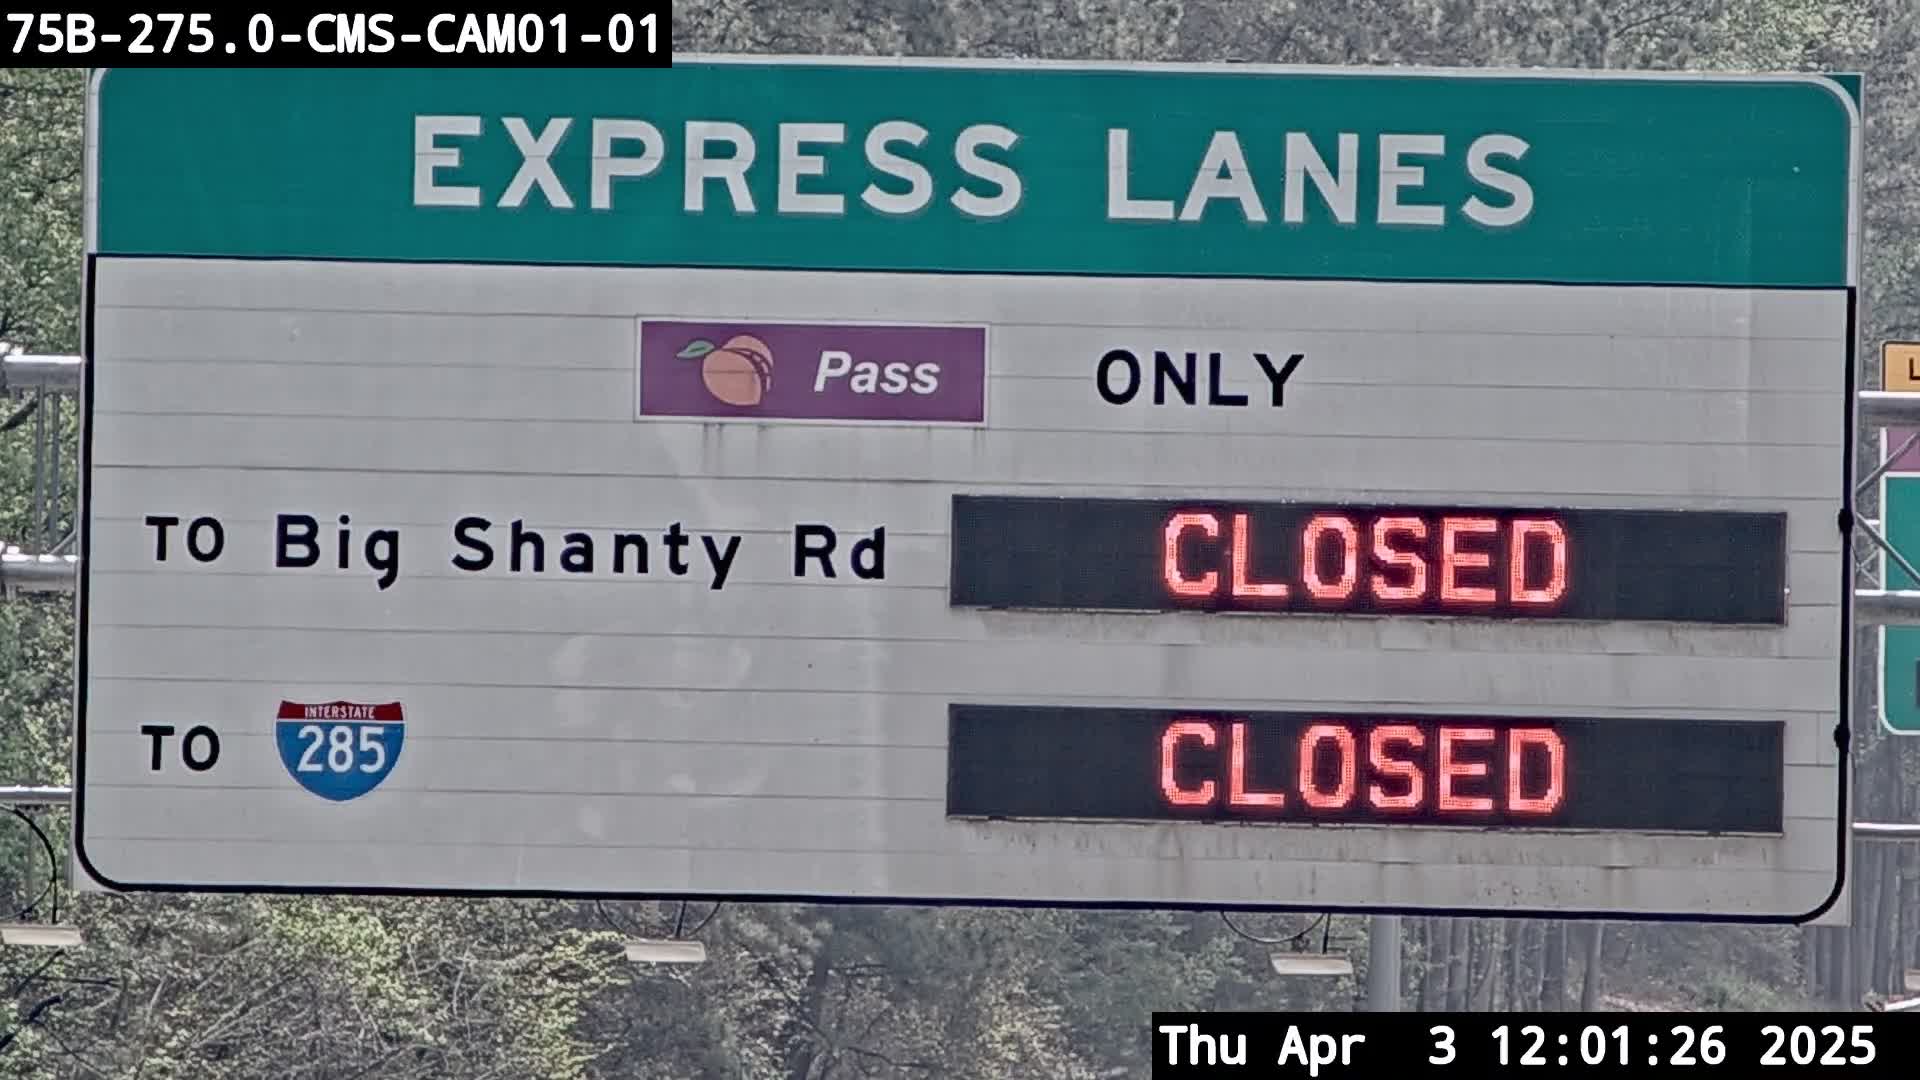 75B-275.0-CMS-CAM01-01
EXPRESS LANES
Pass ONLY
TO Big Shanty Rd CLOSED
TO INTERSTATE 285 CLOSED
Thu Apr 3 12:01:26 2025